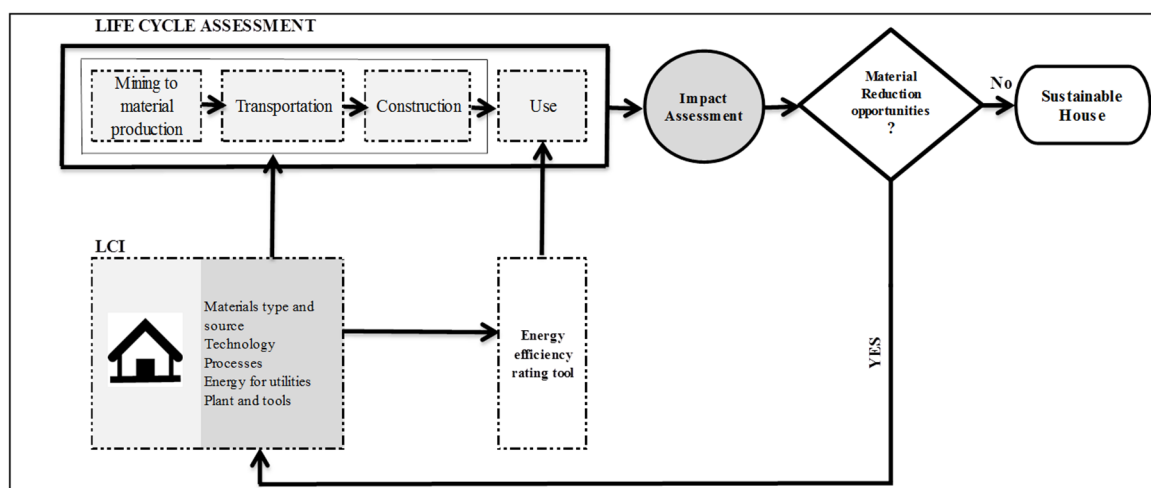 LIFE CYCLE ASSESSMENT
Mining to
material
production
Transportation
Construction
Use
Impact
Assessment
Material
Reduction
opportunities
?
No
Sustainable
House
LCI
Materials type and
source
Technology
Processes
Energy for utilities
Plant and tools
Energy
efficiency
rating tool
YES